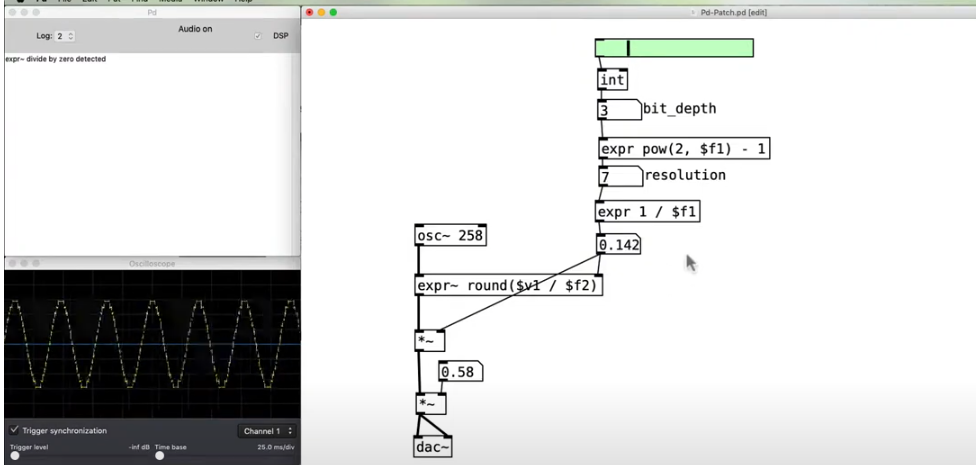 Pd
Log: 2
Audio on
DSP
expr~ divide by zero detected
Oscilloscope
Trigger synchronization
Channel 1
Trigger level
-inf dB
Time base
25.0 ms/div
Pd-Patch.pd [edit]
int
3
bit_depth
expr pow(2, $f1) - 1
7
resolution
expr 1 / $f1
0.142
osc~ 258
expr~ round($v1 / $f2)
*~
0.58
*~
dac~